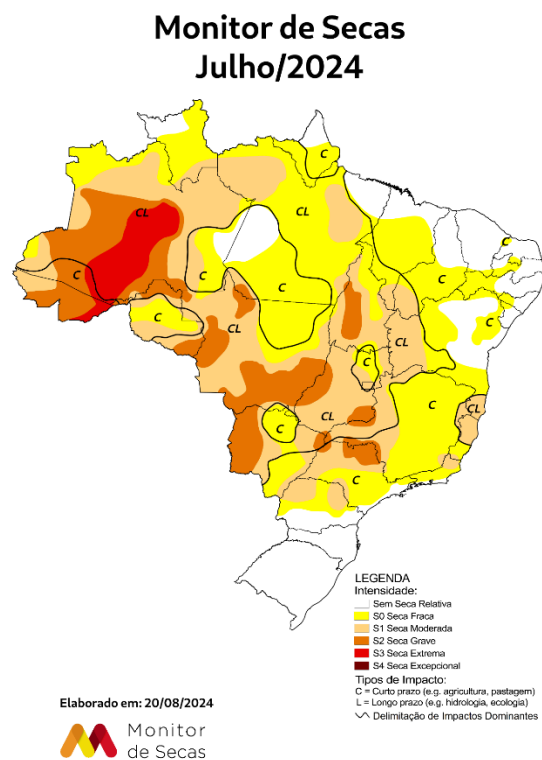 Monitor de Secas
Julho/2024
C
C
CL
CL
C
C
C
C
C
CL
C
CL
C
C
CL
CL
C
C
LEGENDA
Intensidade:
Sem Seca Relativa
S0 Seca Fraca
S1 Seca Moderada
S2 Seca Grave
S3 Seca Extrema
S4 Seca Excepcional
Tipos de Impacto:
C = Curto prazo (e.g. agricultura, pastagem)
L = Longo prazo (e.g. hidrologia, ecologia)
Delimitação de Impactos Dominantes
Elaborado em: 20/08/2024
Monitor
de Secas